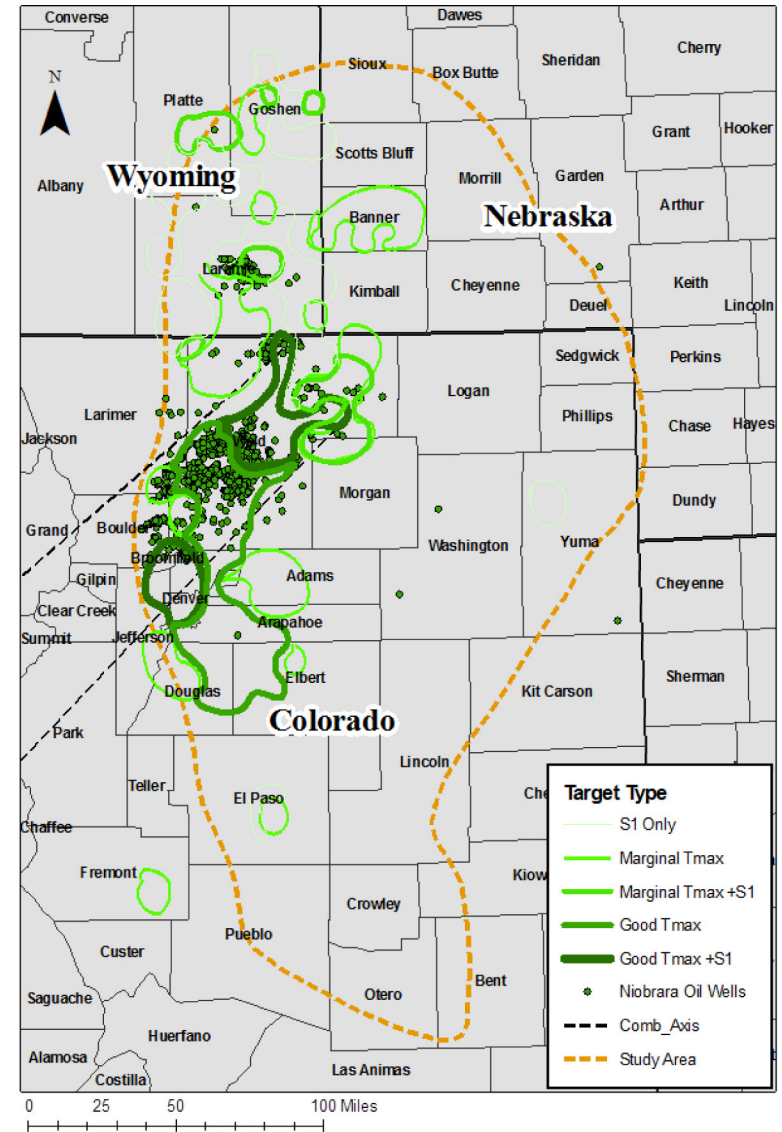 Converse
Dawes
Sioux
Box Butte
Sheridan
Cherry
N
Platte
Goshen
Grant
Hooker
Scotts Bluff
Albany
Wyoming
Morrill
Garden
Arthur
Banner
Nebraska
Laramie
Kimball
Cheyenne
Keith
Deuel
Lincoln
Sedgwick
Perkins
Larimer
Logan
Phillips
Chase
Hayes
Jackson
Weld
Morgan
Dundy
Grand
Boulder
Washington
Yuma
Broomfield
Gilpin
Adams
Cheyenne
Denver
Clear Creek
Arapahoe
Summit
Jefferson
Elbert
Sherman
Douglas
Kit Carson
Colorado
Park
Lincoln
Teller
El Paso
Che
Chaffee
Fremont
Kiow
Crowley
Pueblo
Custer
Bent
Otero
Saguache
Huerfano
Alamosa
Las Animas
Costilla
Target Type
S1 Only
Marginal Tmax
Marginal Tmax +S1
Good Tmax
Good Tmax +S1
Niobrara Oil Wells
Comb_Axis
Study Area
0 25 50 100 Miles